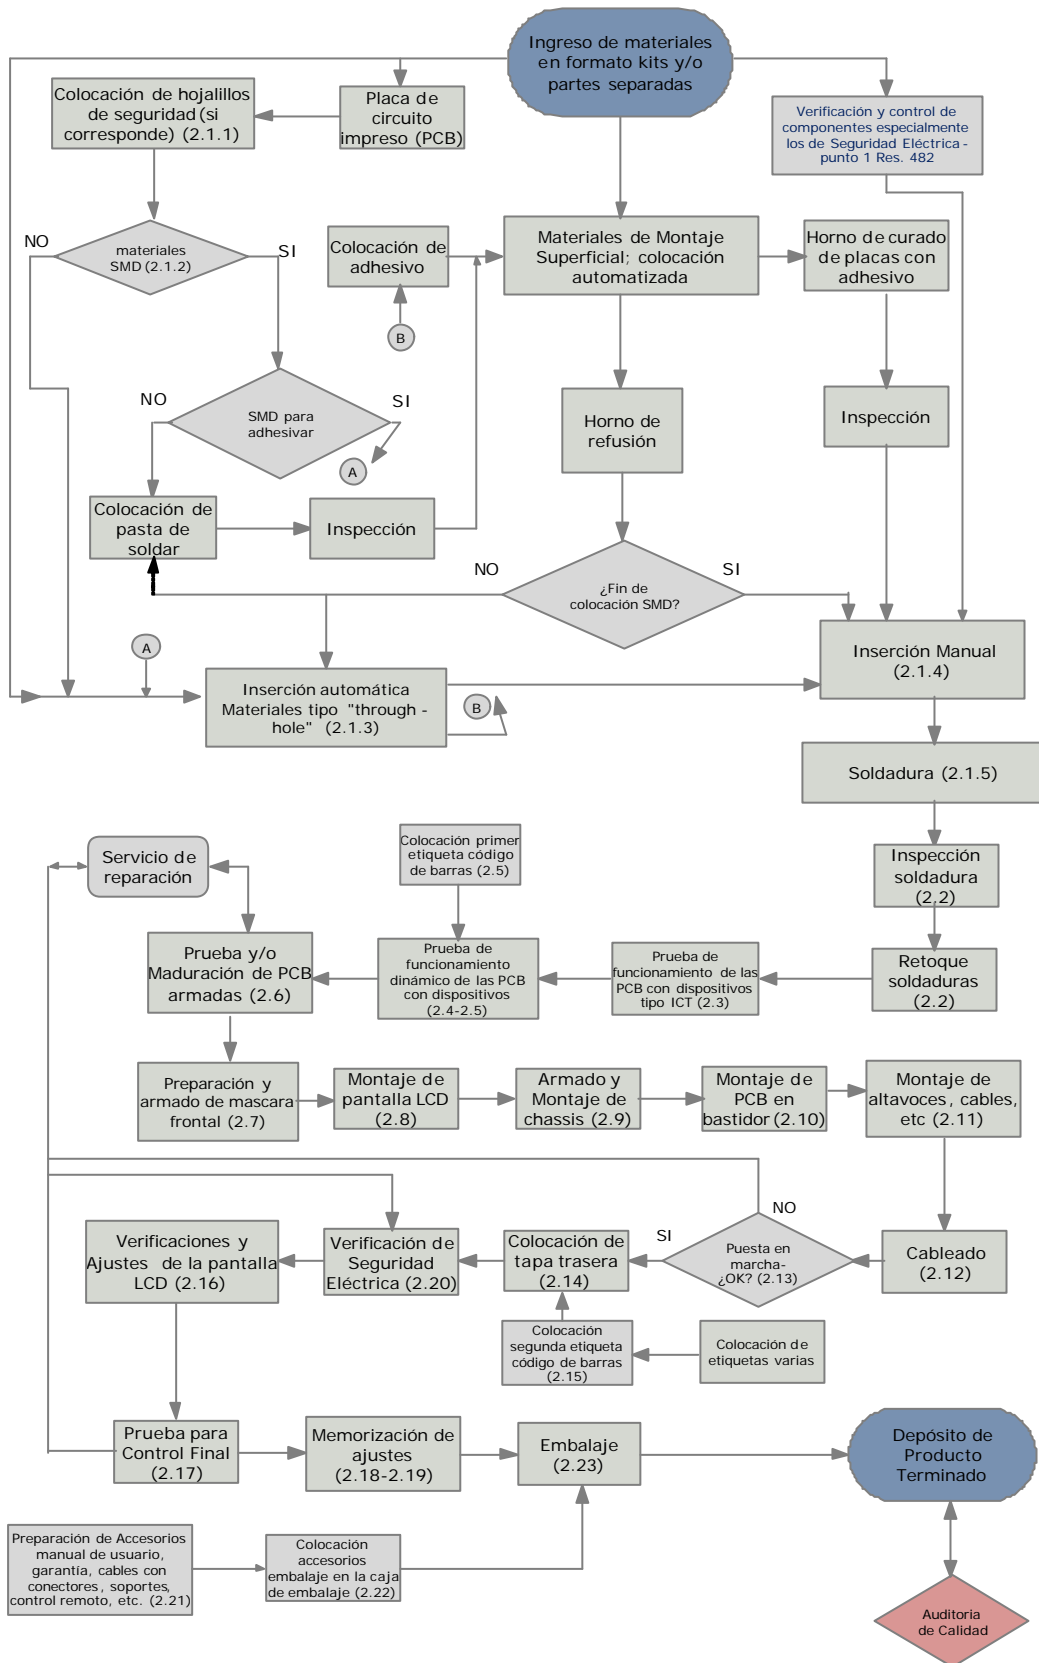 Ingreso de materiales
en formato kits y/o
partes separadas
Colocación de hojalillos
de seguridad (si
corresponde) (2.1.1)
Placa de
circuito
impreso (PCB)
Verificación y control de
componentes especialmente
los de Seguridad Eléctrica -
punto 1 Res. 482
NO
materiales
SMD (2.1.2)
SI
Colocación de
adhesivo
Materiales de Montaje
Superficial; colocación
automatizada
Horno de curado
de placas con
adhesivo
B
NO
SMD para
adhesivar
SI
A
Horno de
refusión
Inspección
Colocación de
pasta de
soldar
Inspección
NO
¿Fin de
colocación SMD?
SI
A
Inserción automática
Materiales tipo "through -
hole" (2.1.3)
B
Inserción Manual
(2.1.4)
Soldadura (2.1.5)
Servicio de
reparación
Colocación primer
etiqueta código
de barras (2.5)
Inspección
soldadura
(2.2)
Prueba y/o
Maduración de PCB
armadas (2.6)
Prueba de
funcionamiento
dinámico de las PCB
con dispositivos
(2.4-2.5)
Prueba de
funcionamiento de las
PCB con dispositivos
tipo ICT (2.3)
Retoque
soldaduras
(2.2)
Preparación y
armado de mascara
frontal (2.7)
Montaje de
pantalla LCD
(2.8)
Armado y
Montaje de
chassis (2.9)
Montaje de
PCB en
bastidor (2.10)
Montaje de
altavoces, cables,
etc (2.11)
NO
SI
Verificaciones y
Ajustes de la pantalla
LCD (2.16)
Verificación de
Seguridad
Eléctrica (2.20)
Colocación de
tapa trasera
(2.14)
Puesta en
marcha-
¿OK? (2.13)
Cableado
(2.12)
Colocación
segunda etiqueta
código de barras
(2.15)
Colocación de
etiquetas varias
Prueba para
Control Final
(2.17)
Memorización de
ajustes
(2.18-2.19)
Embalaje
(2.23)
Depósito de
Producto
Terminado
Preparación de Accesorios
manual de usuario,
garantía, cables con
conectores, soportes,
control remoto, etc. (2.21)
Colocación
accesorios
embalaje en la caja
de embalaje (2.22)
Auditoria
de Calidad